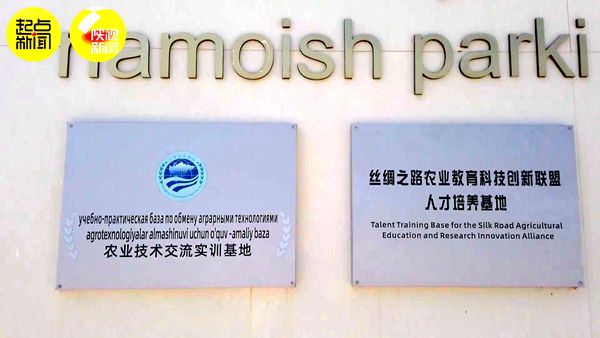 起点
新闻
快视
新闻
namoish parki
учебно-практическая база по обмену аграрными технологиями
agrotexnologiyalar almashinuvi uchun o'quv -amaliy baza
农业技术交流实训基地
丝绸之路农业教育科技创新联盟
人才培养基地
Talent Training Base for the Silk Road Agricultural
Education and Research Innovation Alliance